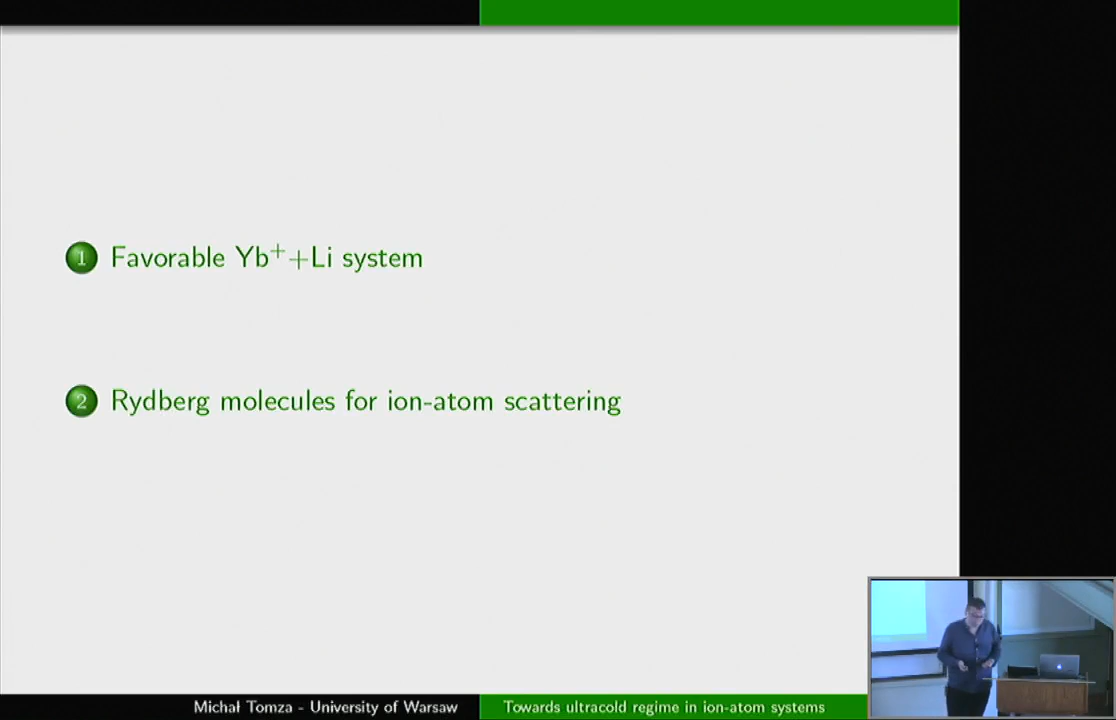 1 Favorable Yb⁺+Li system
2 Rydberg molecules for ion-atom scattering
Michał Tomza - University of Warsaw
Towards ultracold regime in ion-atom systems